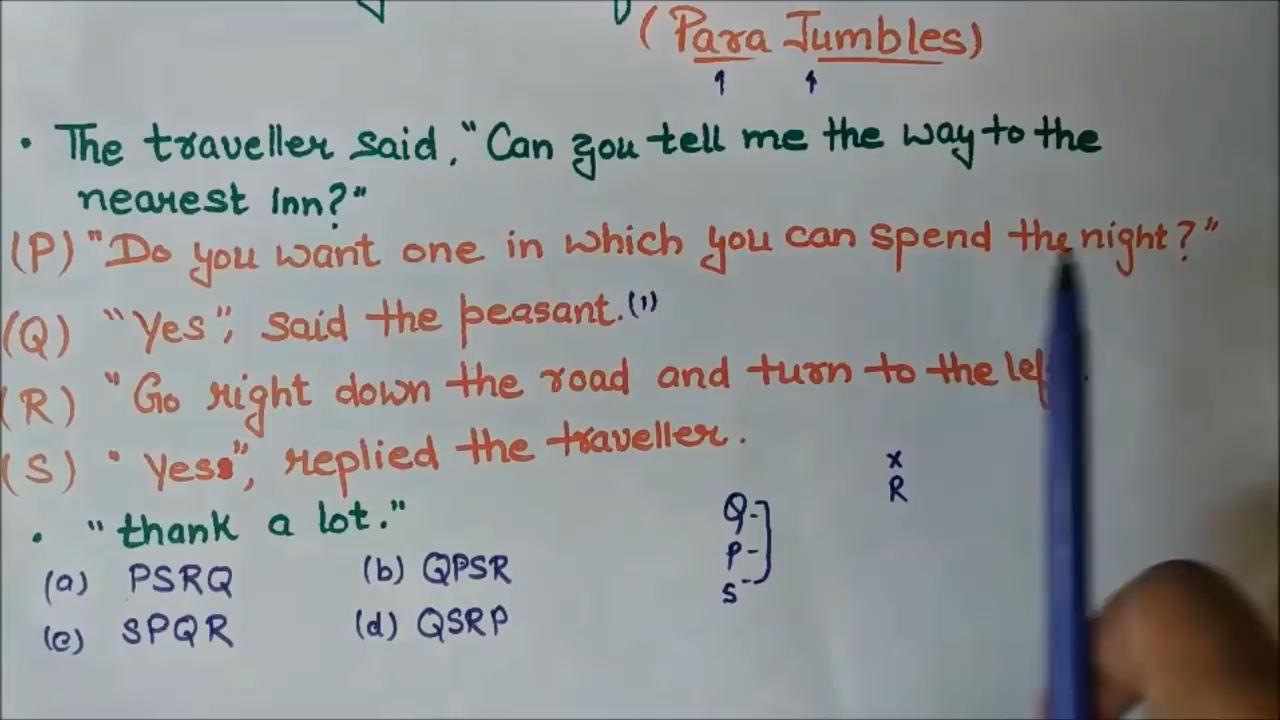 (Para Jumbles)
• The traveller said, "Can you tell me the way to the
nearest Inn?"
(P) "Do you want one in which you can spend the night?"
(Q) "Yes", said the peasant. (1)
(R) "Go right down the road and turn to the
(S) "Yes", replied the traveller.
x
R
• "thank a lot."
Q
P
S
(a) PSRQ (b) QPSR
(c) SPQR (d) QSRP